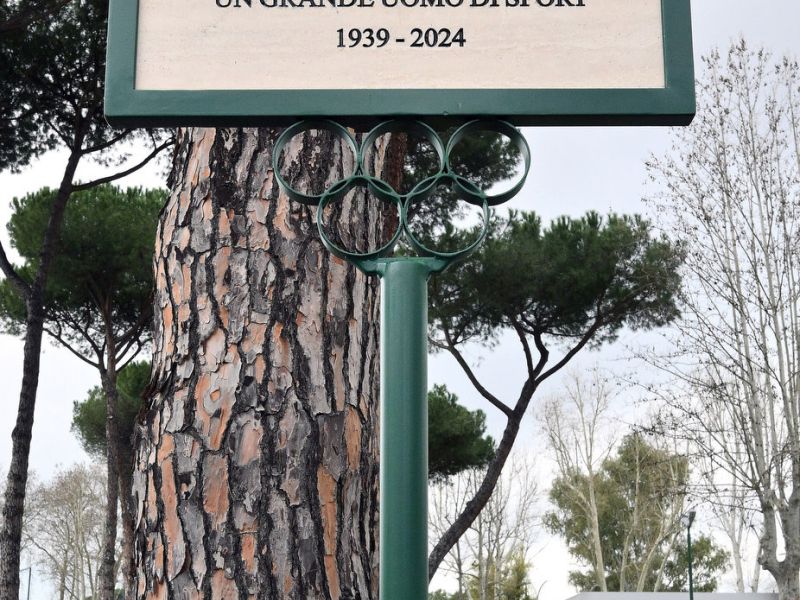 UN GRANDE UOMO DI SPORT
1939 - 2024